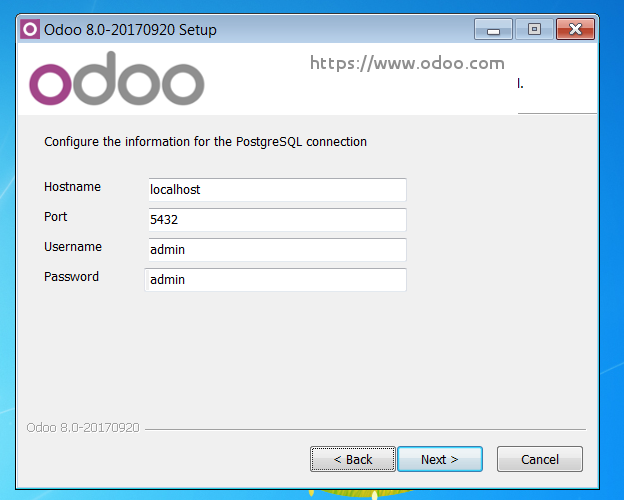 Odoo 8.0-20170920 Setup
odoo
https://www.odoo.com
l.
Configure the information for the PostgreSQL connection
Hostname localhost
Port 5432
Username admin
Password admin
Odoo 8.0-20170920
< Back Next > Cancel